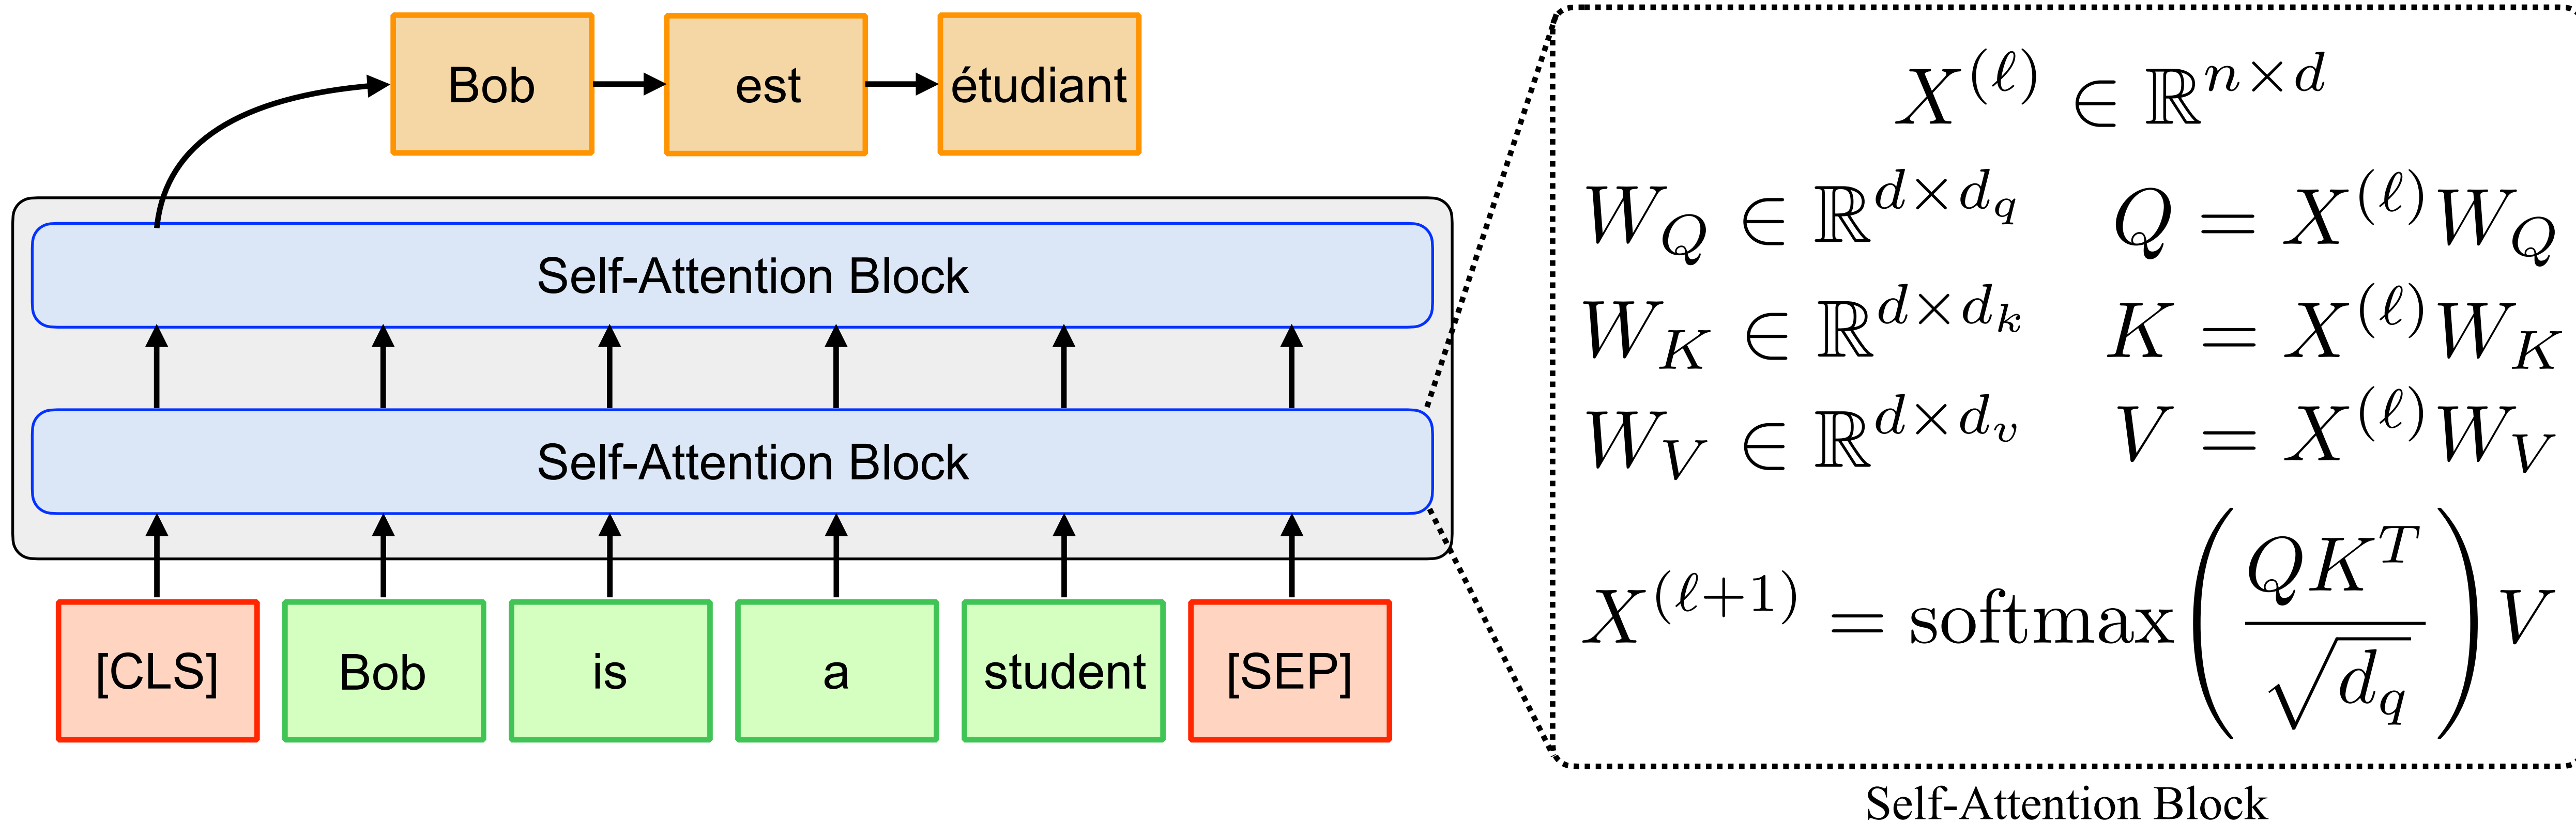 Bob est étudiant
Self-Attention Block
Self-Attention Block
[CLS] Bob is a student [SEP]
X^{(ℓ)} ∈ ℝ^{n×d}
W_Q ∈ ℝ^{d×d_q} Q = X^{(ℓ)}W_Q
W_K ∈ ℝ^{d×d_k} K = X^{(ℓ)}W_K
W_V ∈ ℝ^{d×d_v} V = X^{(ℓ)}W_V
X^{(ℓ+1)} = softmax(QK^T / √d_q) V
Self-Attention Block